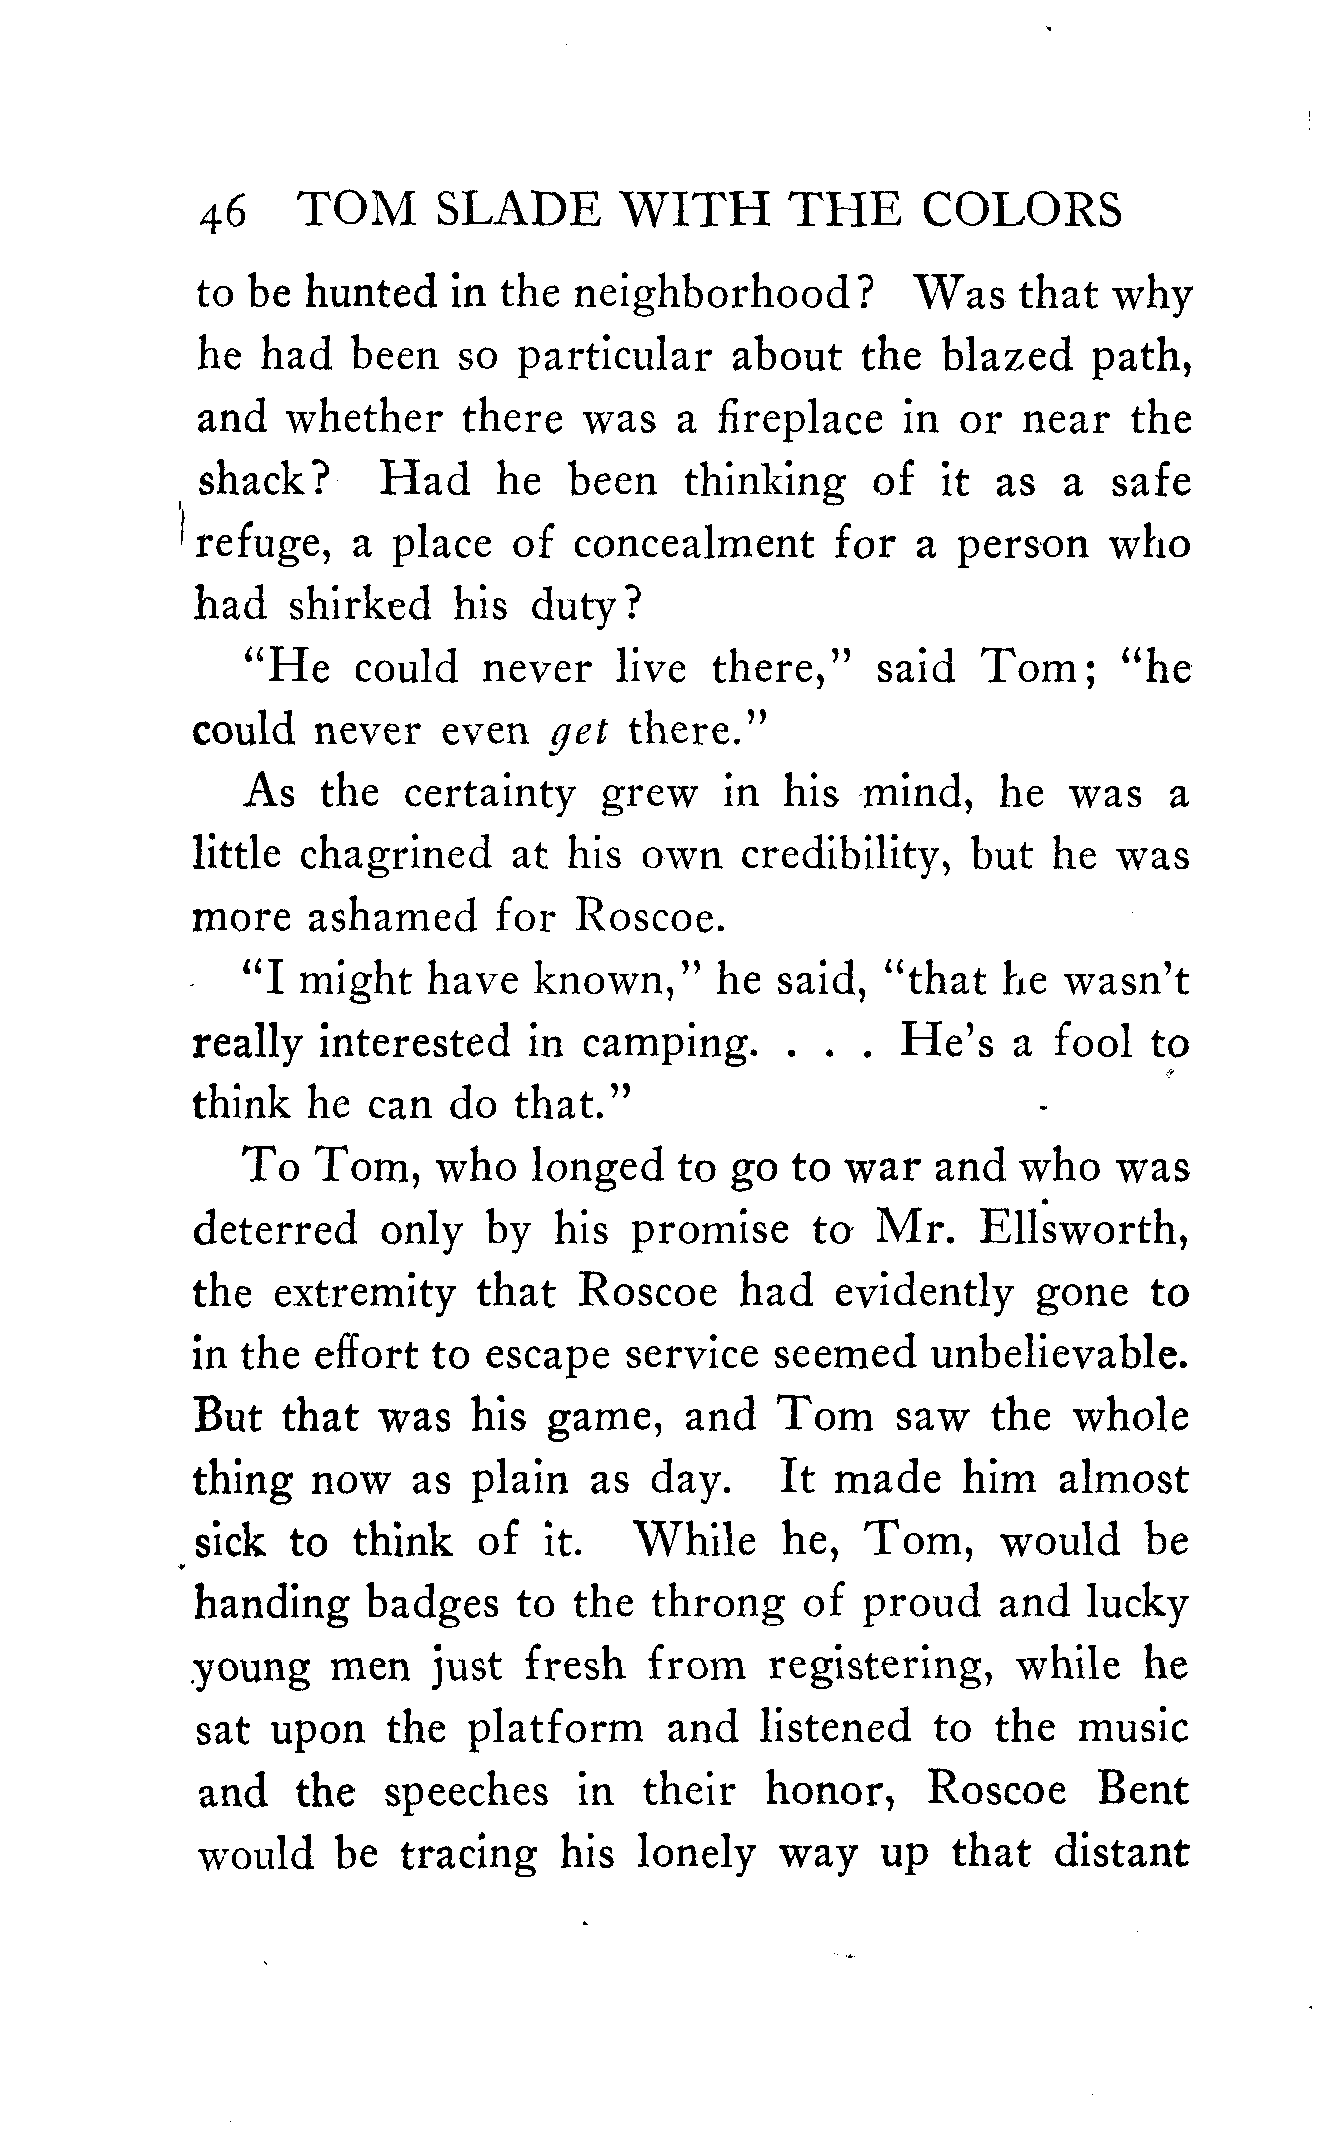 46 TOM SLADE WITH THE COLORS
to be hunted in the neighborhood? Was that why
he had been so particular about the blazed path,
and whether there was a fireplace in or near the
shack? Had he been thinking of it as a safe
refuge, a place of concealment for a person who
had shirked his duty?
"He could never live there," said Tom; "he
could never even get there."
As the certainty grew in his mind, he was a
little chagrined at his own credibility, but he was
more ashamed for Roscoe.
"I might have known," he said, "that he wasn't
really interested in camping. . . . He's a fool to
think he can do that."
To Tom, who longed to go to war and who was
deterred only by his promise to Mr. Ellsworth,
the extremity that Roscoe had evidently gone to
in the effort to escape service seemed unbelievable.
But that was his game, and Tom saw the whole
thing now as plain as day. It made him almost
sick to think of it. While he, Tom, would be
handing badges to the throng of proud and lucky
young men just fresh from registering, while he
sat upon the platform and listened to the music
and the speeches in their honor, Roscoe Bent
would be tracing his lonely way up that distant